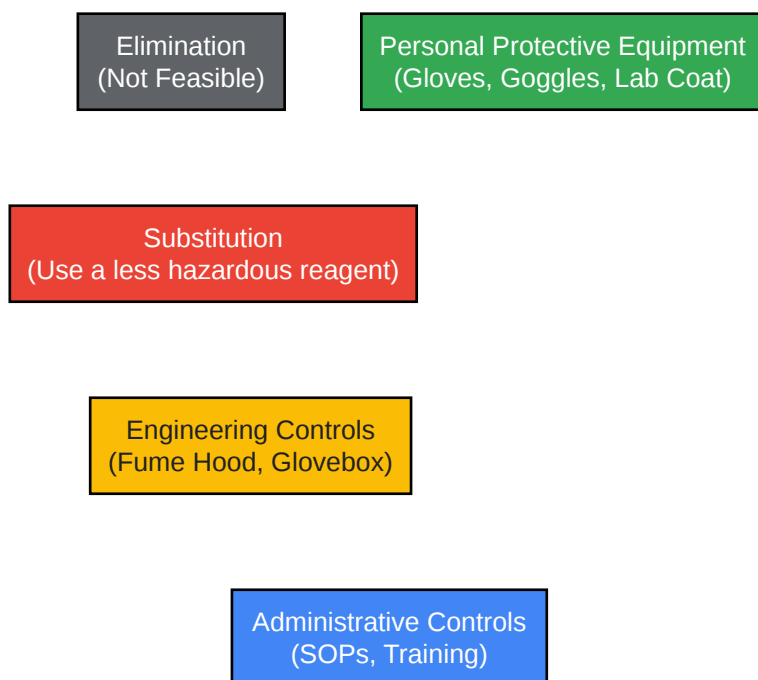 Elimination
(Not Feasible)
Personal Protective Equipment
(Gloves, Goggles, Lab Coat)
Substitution
(Use a less hazardous reagent)
Engineering Controls
(Fume Hood, Glovebox)
Administrative Controls
(SOPs, Training)